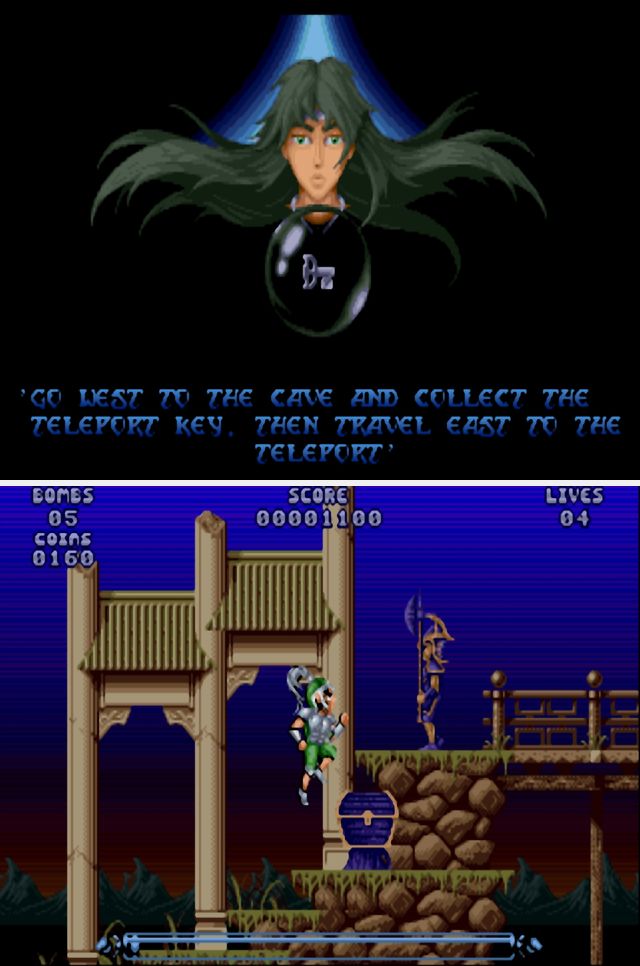 'GO WEST TO THE CAVE AND COLLECT THE
TELEPORT KEY. THEN TRAVEL EAST TO THE
TELEPORT'
BOMBS SCORE LIVES
05 00001100 04
COINS
0160